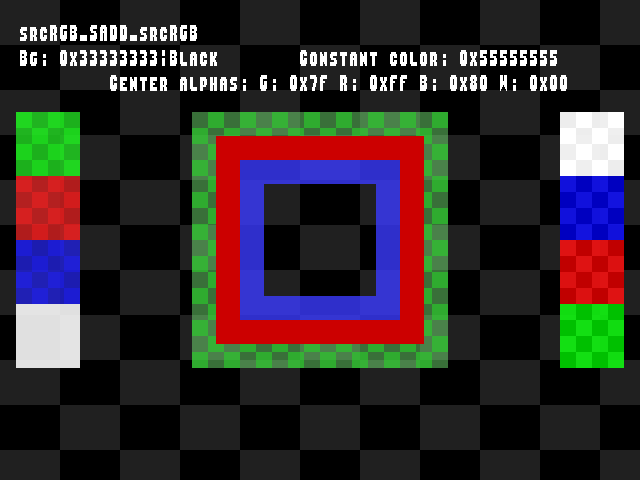 srcRGB_SADD_srcRGB
Bg: 0x33333333;Black Constant color: 0x55555555
Center alphas: G: 0x7f R: 0xff B: 0x80 W: 0x00